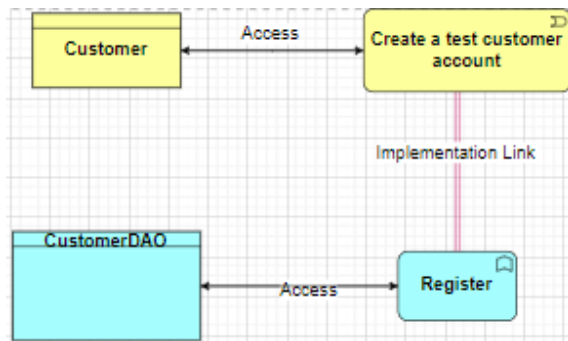 Access
Customer
Create a test customer
account
Implementation Link
CustomerDAO
Access
Register